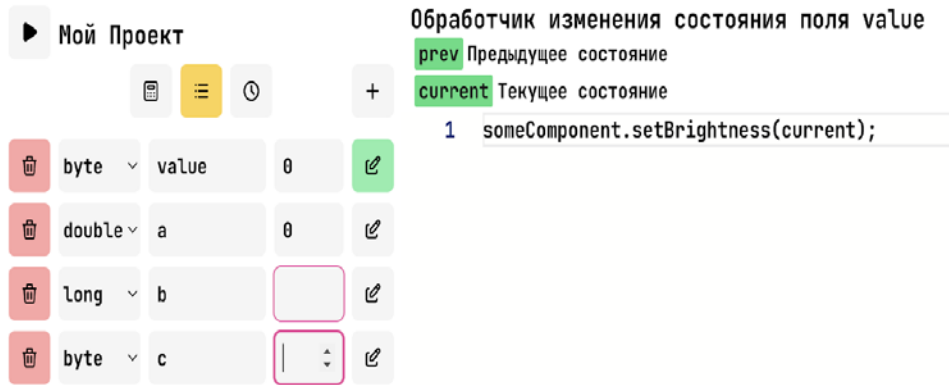 Мой Проект
+
byte value 0
double a 0
long b
byte c
Обработчик изменения состояния поля value
prev Предыдущее состояние
current Текущее состояние
1 someComponent.setBrightness(current);